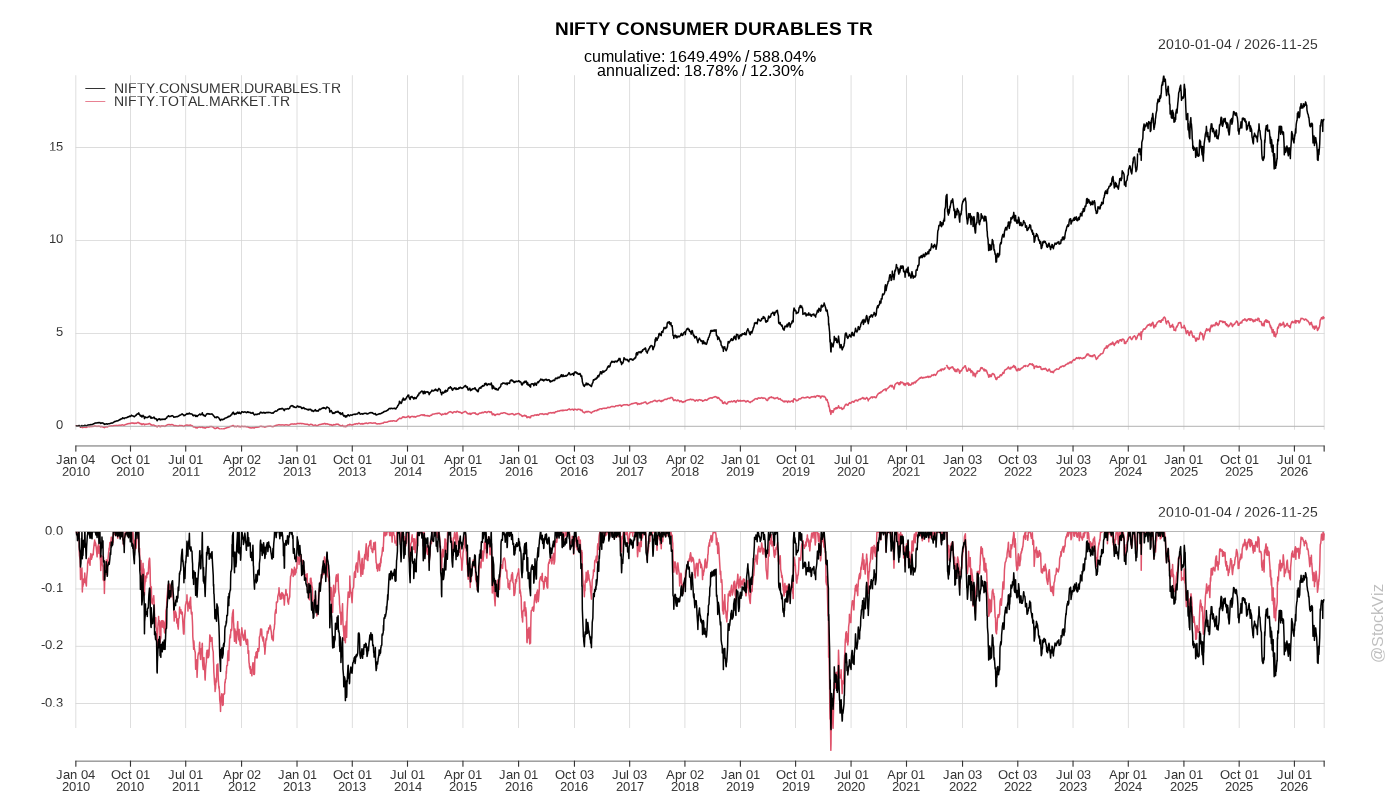 NIFTY CONSUMER DURABLES TR
2010-01-04 / 2026-11-25
cumulative: 1649.49% / 588.04%
annualized: 18.78% / 12.30%
NIFTY.CONSUMER.DURABLES.TR
NIFTY.TOTAL.MARKET.TR
15
10
5
0
Jan 04 Oct 01 Jul 01 Apr 02 Jan 01 Oct 01 Jul 01 Apr 01 Jan 01 Oct 03 Jul 03 Apr 02 Jan 01 Oct 01 Jul 01 Apr 01 Jan 03 Oct 03 Jul 03 Apr 01 Jan 01 Oct 01 Jul 01
2010 2010 2011 2012 2013 2013 2014 2015 2016 2016 2017 2018 2019 2019 2020 2021 2022 2022 2023 2024 2025 2025 2026
2010-01-04 / 2026-11-25
0.0
-0.1
-0.2
-0.3
Jan 04 Oct 01 Jul 01 Apr 02 Jan 01 Oct 01 Jul 01 Apr 01 Jan 01 Oct 03 Jul 03 Apr 02 Jan 01 Oct 01 Jul 01 Apr 01 Jan 03 Oct 03 Jul 03 Apr 01 Jan 01 Oct 01 Jul 01
2010 2010 2011 2012 2013 2013 2014 2015 2016 2016 2017 2018 2019 2019 2020 2021 2022 2022 2023 2024 2025 2025 2026
@StockViz